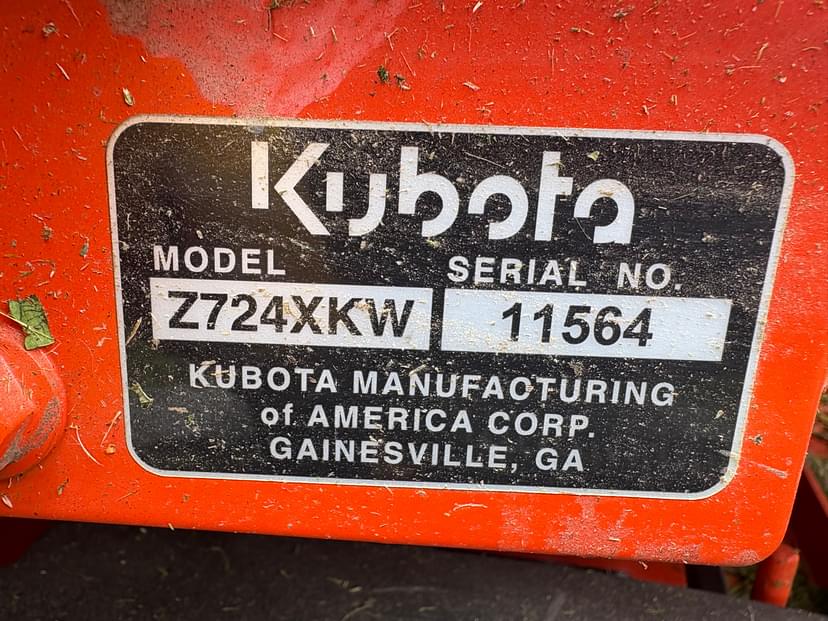 Kubota
MODEL SERIAL NO.
Z724XKW 11564
KUBOTA MANUFACTURING
of AMERICA CORP.
GAINESVILLE, GA